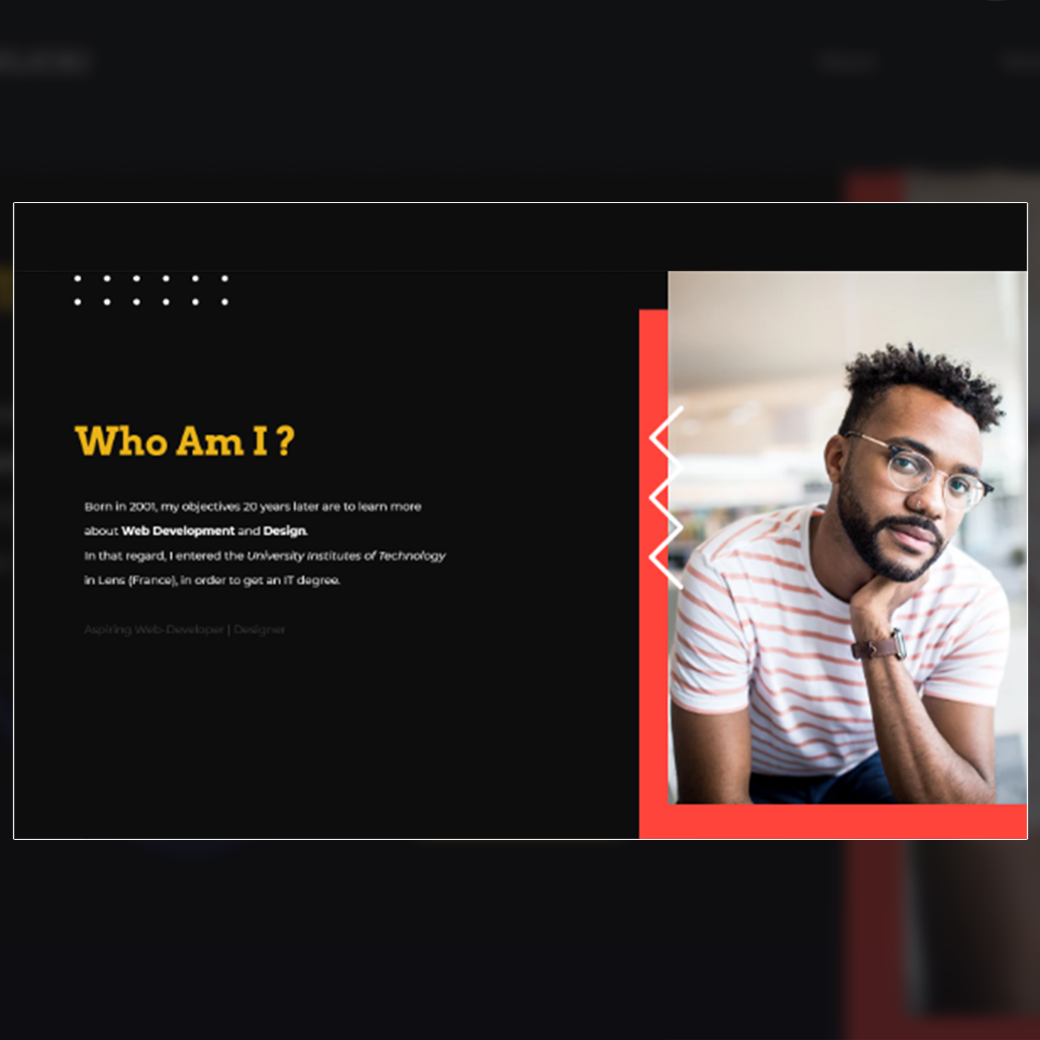 Who Am I ?
Born in 2001, my objectives 20 years later are to learn more
about Web Development and Design.
In that regard, I entered the University Institutes of Technology
in Lens (France), in order to get an IT degree.
Aspiring Web-Developer | Designer